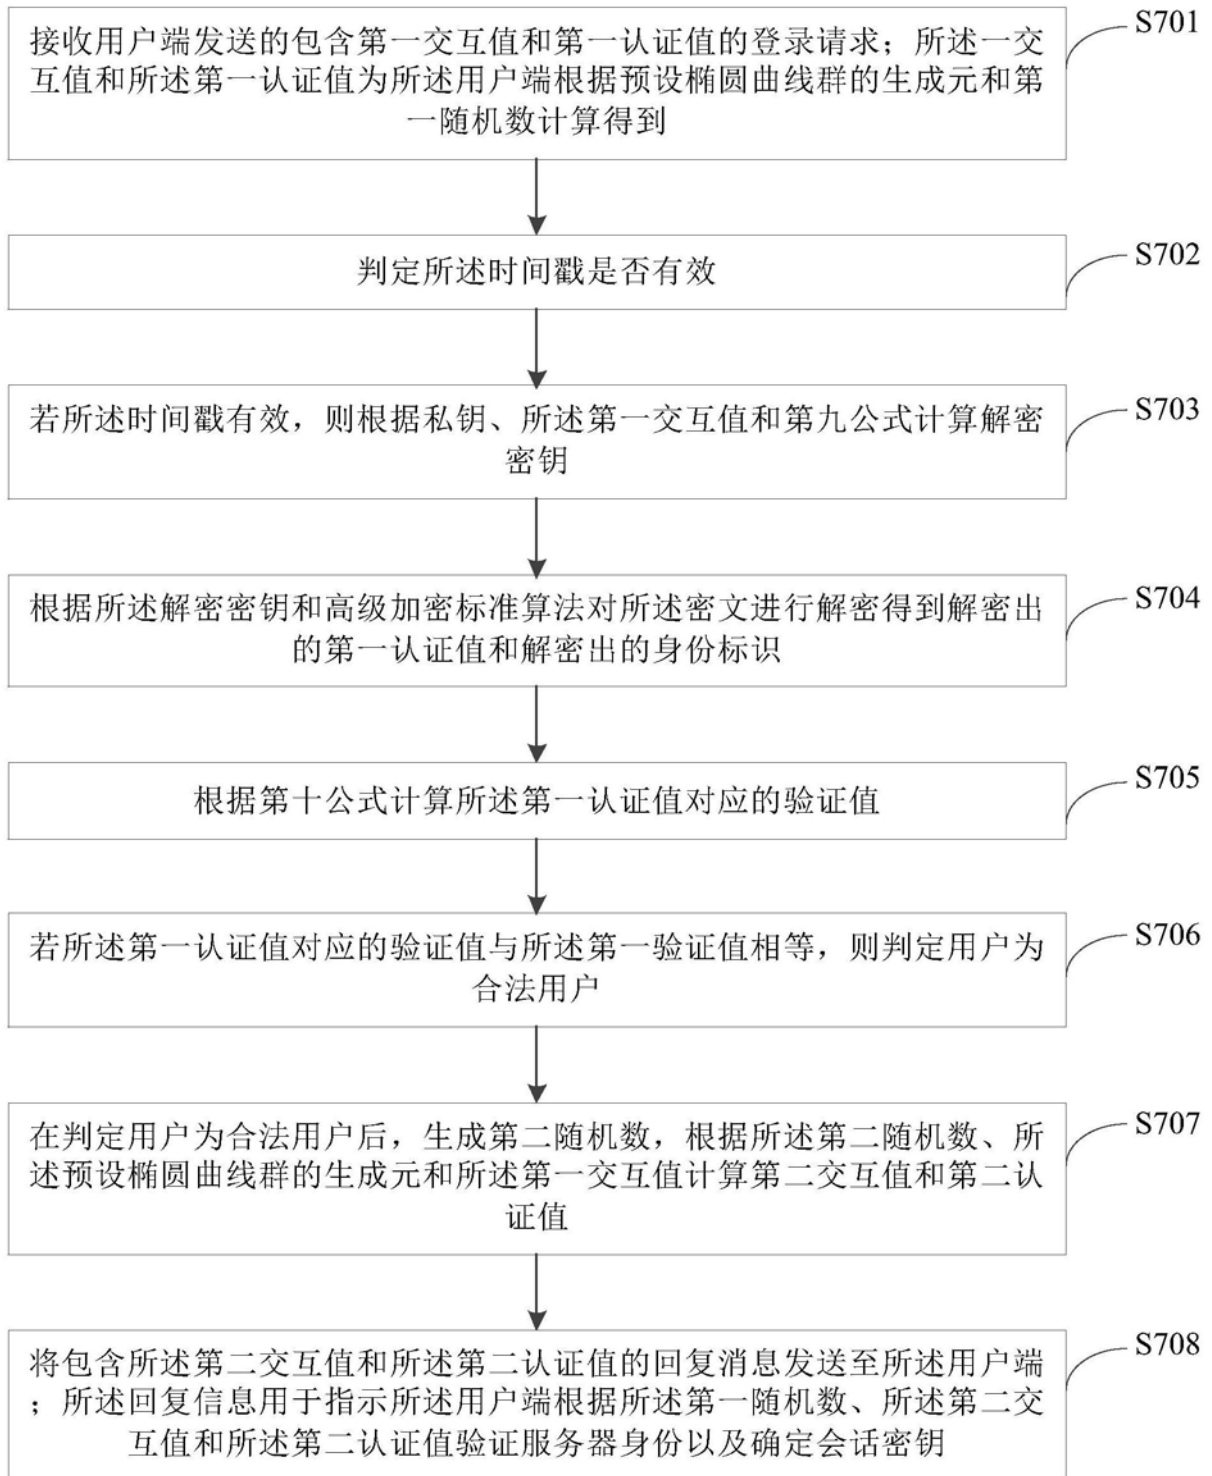 接收用户端发送的包含第一交互值和第一认证值的登录请求；所述一交
互值和所述第一认证值为所述用户端根据预设椭圆曲线群的生成元和第
一随机数计算得到
S701
判定所述时间戳是否有效
S702
若所述时间戳有效，则根据私钥、所述第一交互值和第九公式计算解密
密钥
S703
根据所述解密密钥和高级加密标准算法对所述密文进行解密得到解密出
的第一认证值和解密出的身份标识
S704
根据第十公式计算所述第一认证值对应的验证值
S705
若所述第一认证值对应的验证值与所述第一验证值相等，则判定用户为
合法用户
S706
在判定用户为合法用户后，生成第二随机数，根据所述第二随机数、所
述预设椭圆曲线群的生成元和所述第一交互值计算第二交互值和第二认
证值
S707
将包含所述第二交互值和所述第二认证值的回复消息发送至所述用户端
；所述回复信息用于指示所述用户端根据所述第一随机数、所述第二交
互值和所述第二认证值验证服务器身份以及确定会话密钥
S708